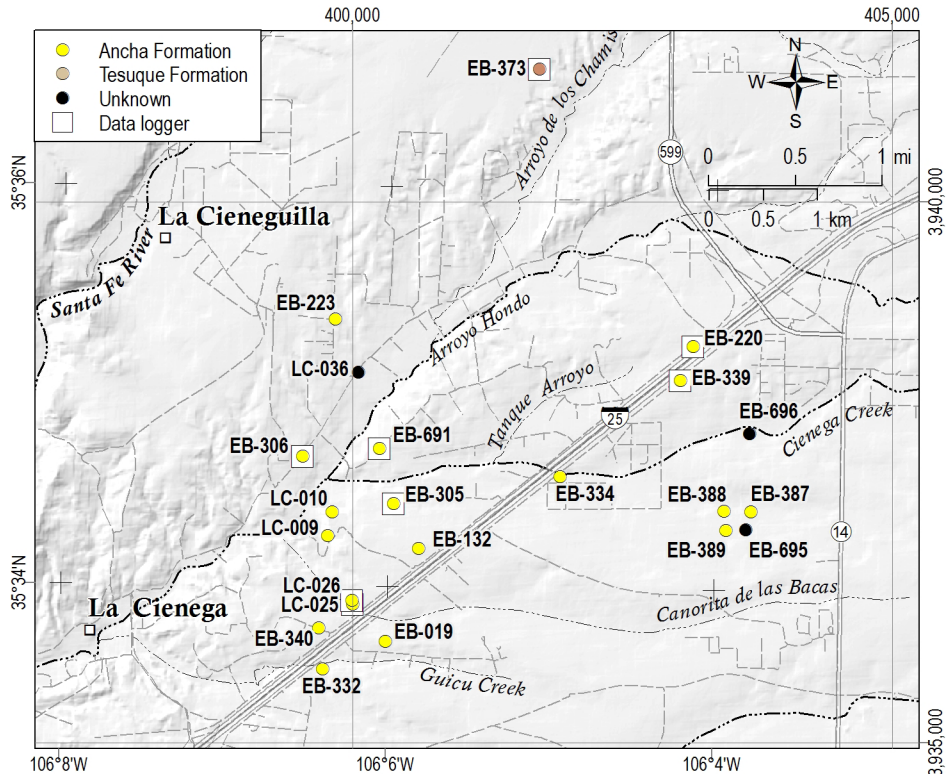 400,000
405,000
Ancha Formation
Tesuque Formation
Unknown
Data logger
EB-373
Arroyo de los Chamis
N
W
E
S
599
0 0.5 1 mi
0 0.5 1 km
35°36'N
3,940,000
La Cieneguilla
Santa Fe River
EB-223
Arroyo Hondo
LC-036
EB-220
EB-339
Tanque Arroyo
25
EB-696
Cienega Creek
EB-306
EB-691
EB-334
LC-010
EB-305
EB-388
EB-387
LC-009
EB-132
EB-389
EB-695
14
35°34'N
LC-026
LC-025
La Cienega
Canorita de las Bacas
EB-340
EB-019
EB-332
Guicu Creek
3,935,000
106°8'W
106°6'W
106°4'W